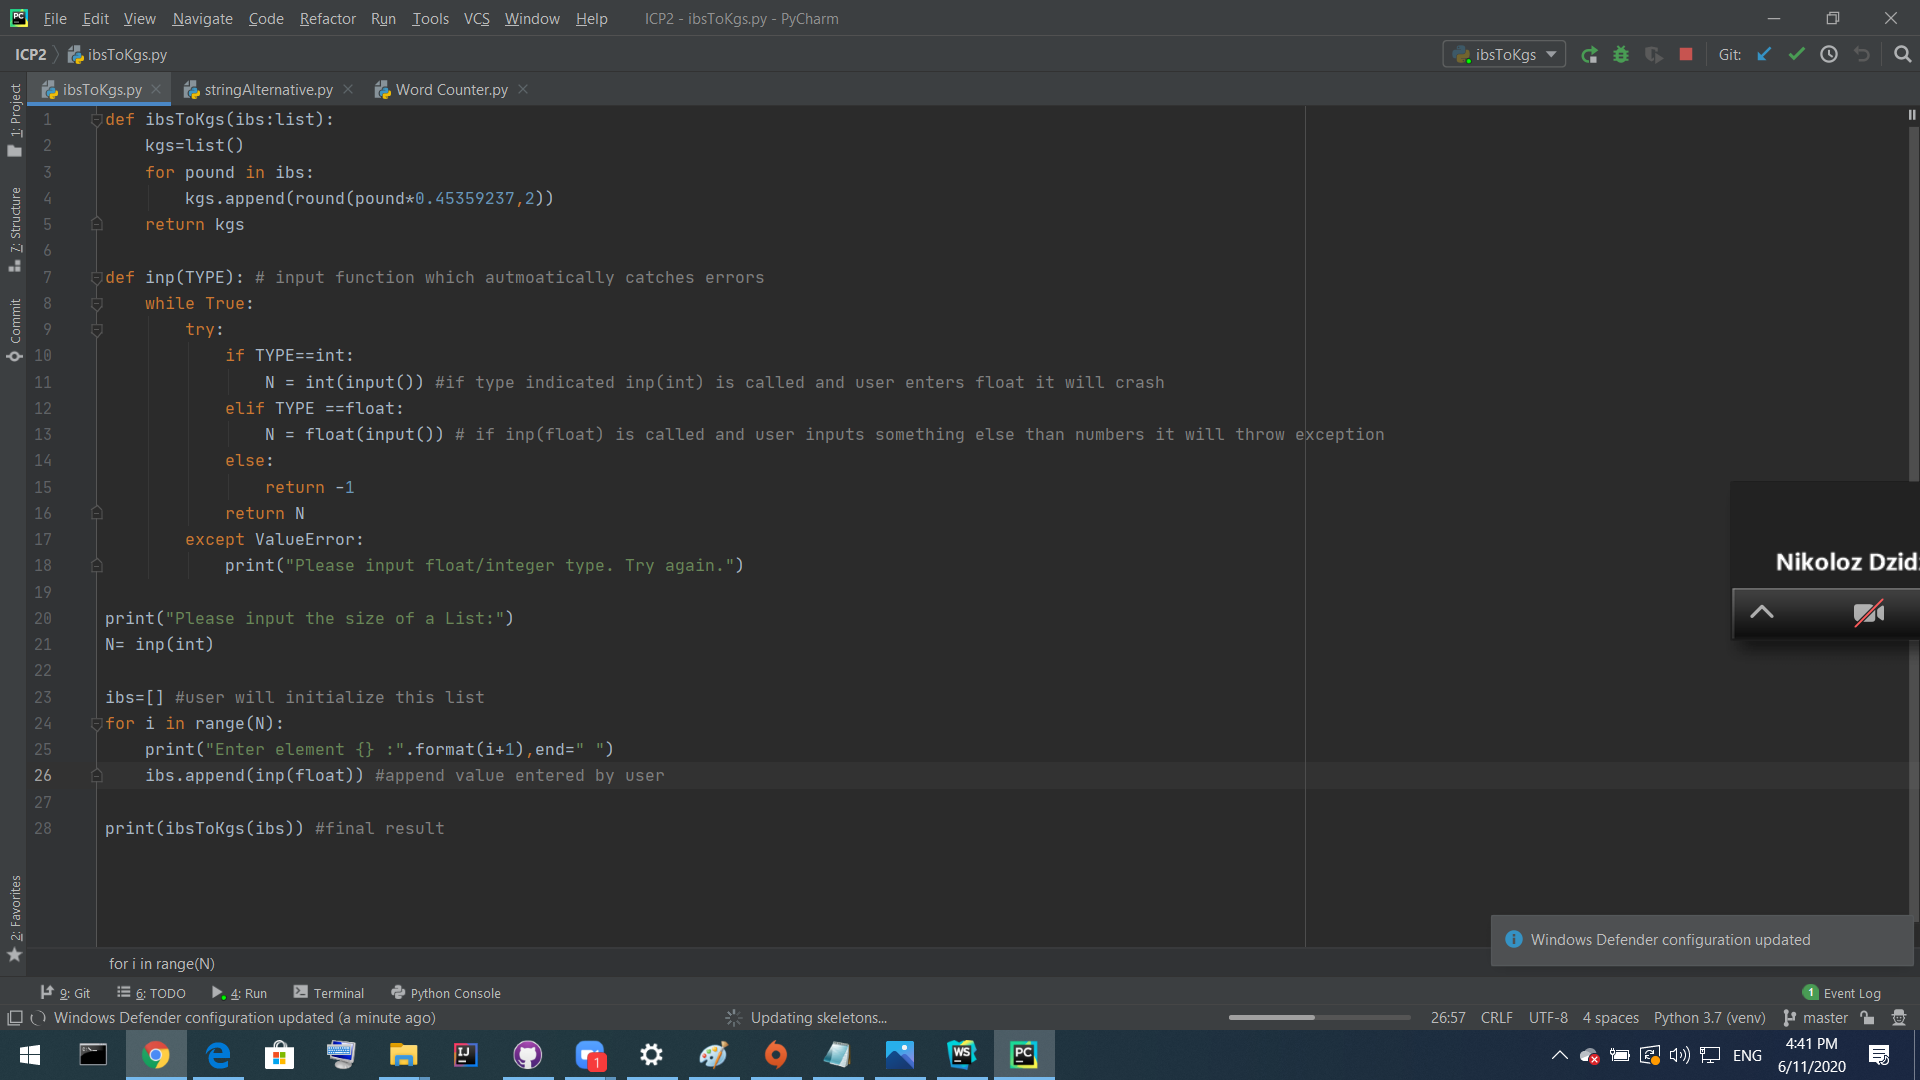 File Edit View Navigate Code Refactor Run Tools VCS Window Help ICP2 - ibsToKgs.py - PyCharm
ICP2 ibsToKgs.py ibsToKgs Git:
ibsToKgs.py stringAlternative.py Word Counter.py
1: Project
7: Structure
Commit
2: Favorites
1 def ibsToKgs(ibs:list):
2 kgs=list()
3 for pound in ibs:
4 kgs.append(round(pound*0.45359237,2))
5 return kgs
6
7 def inp(TYPE): # input function which autmoatically catches errors
8 while True:
9 try:
10 if TYPE==int:
11 N = int(input()) #if type indicated inp(int) is called and user enters float it will crash
12 elif TYPE ==float:
13 N = float(input()) # if inp(float) is called and user inputs something else than numbers it will throw exception
14 else:
15 return -1
16 return N
17 except ValueError:
18 print("Please input float/integer type. Try again.")
19
20 print("Please input the size of a List:")
21 N= inp(int)
22
23 ibs=[] #user will initialize this list
24 for i in range(N):
25 print("Enter element {} :".format(i+1),end=" ")
26 ibs.append(inp(float)) #append value entered by user
27
28 print(ibsToKgs(ibs)) #final result
Nikoloz
Windows Defender configuration updated
for i in range(N)
9: Git 6: TODO 4: Run Terminal Python Console 1 Event Log
Windows Defender configuration updated (a minute ago) Updating skeletons... 26:57 CRLF UTF-8 4 spaces Python 3.7 (venv) master
IJ 1 WS PC ENG 4:41 PM
6/11/2020